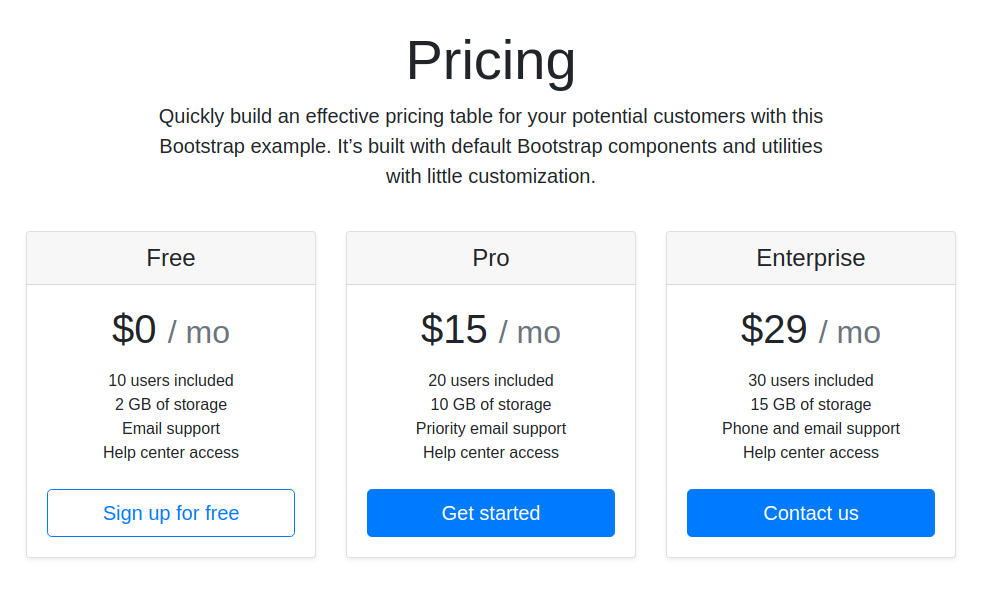 Pricing
Quickly build an effective pricing table for your potential customers with this
Bootstrap example. It’s built with default Bootstrap components and utilities
with little customization.
Free
$0 / mo
10 users included
2 GB of storage
Email support
Help center access
Sign up for free
Pro
$15 / mo
20 users included
10 GB of storage
Priority email support
Help center access
Get started
Enterprise
$29 / mo
30 users included
15 GB of storage
Phone and email support
Help center access
Contact us